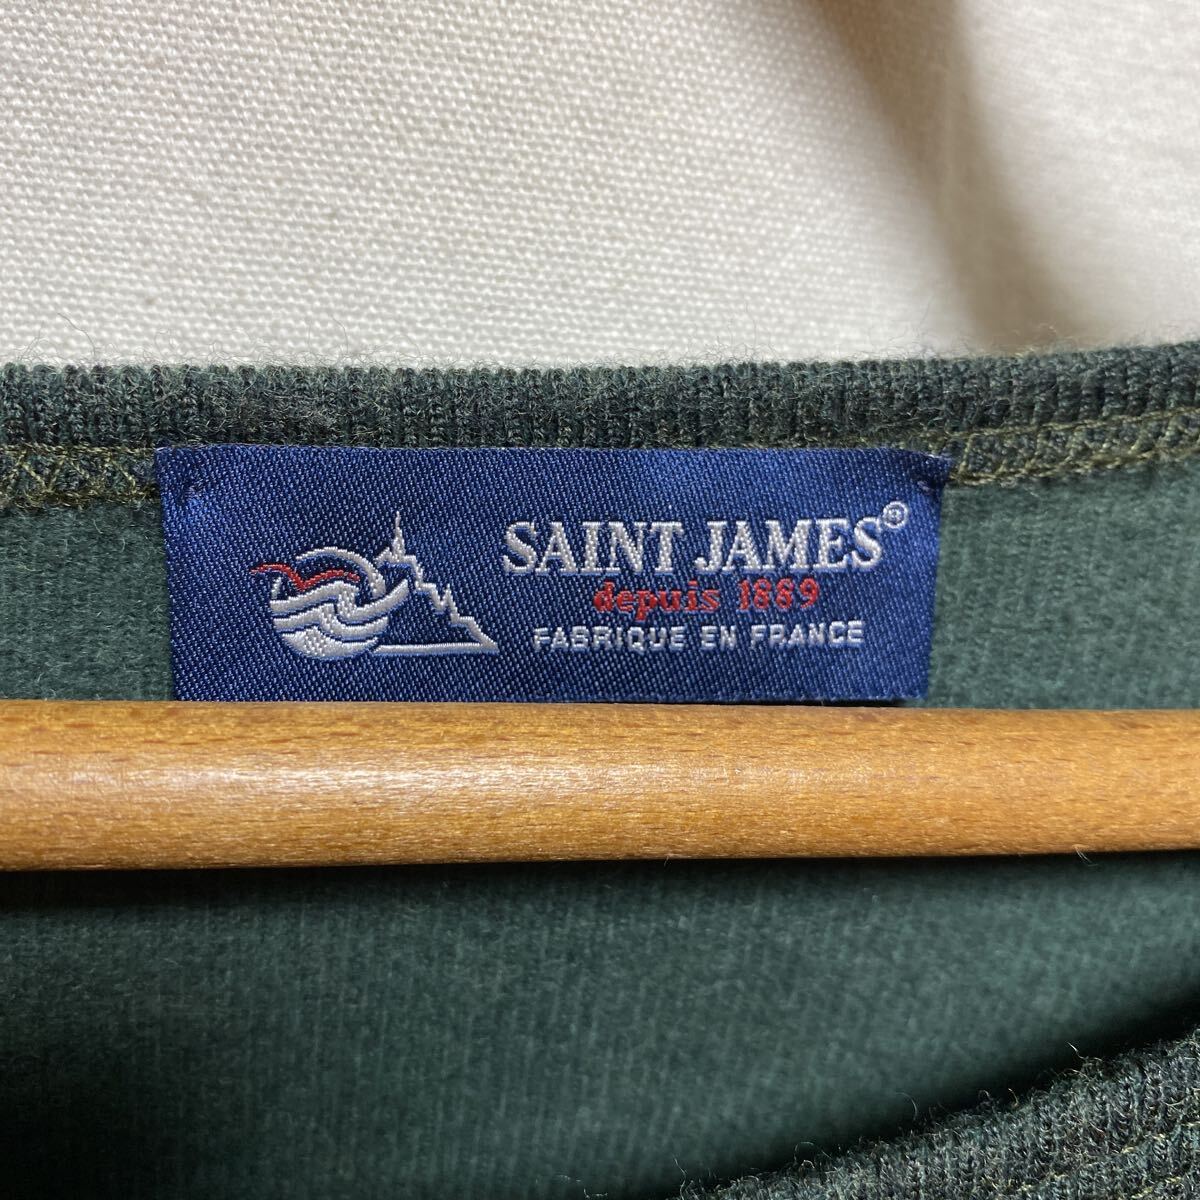 SAINT JAMES®
depuis 1889
FABRIQUE EN FRANCE